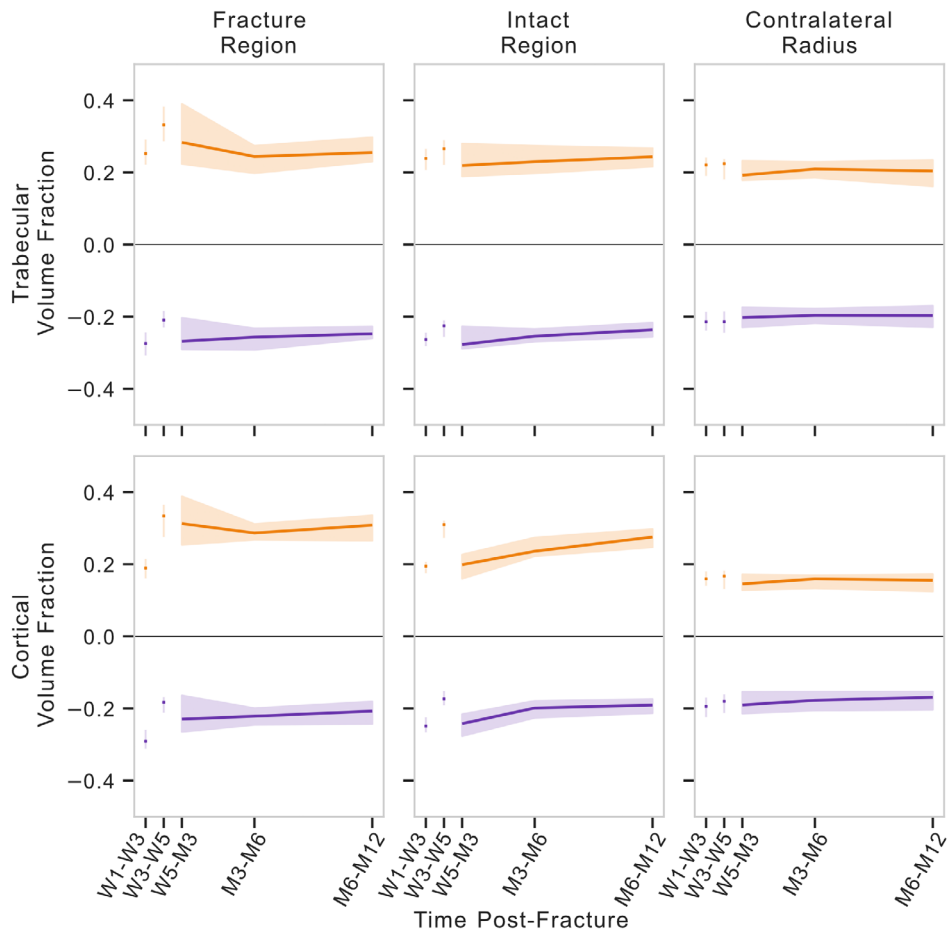 Fracture
Region
Intact
Region
Contralateral
Radius
Trabecular
Volume Fraction
0.4
0.2
0.0
−0.2
−0.4
Cortical
Volume Fraction
0.4
0.2
0.0
−0.2
−0.4
W1-W3
W3-W5
W5-M3
M3-M6
M6-M12
W1-W3
W3-W5
W5-M3
M3-M6
M6-M12
W1-W3
W3-W5
W5-M3
M3-M6
M6-M12
Time Post-Fracture